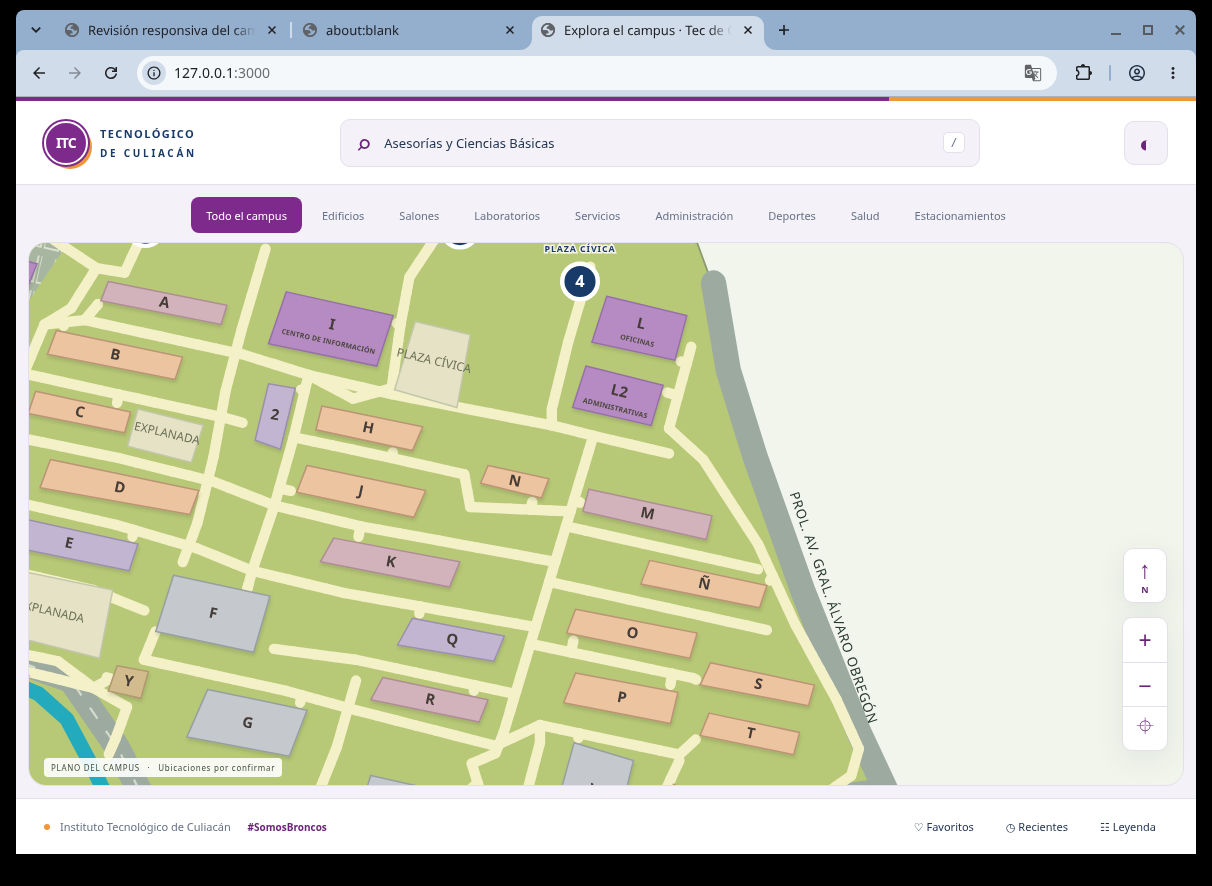 Revisión responsiva del can
about:blank
Explora el campus · Tec de C
127.0.0.1:3000
ITC
TECNOLÓGICO
DE CULIACÁN
Asesorías y Ciencias Básicas
/
Todo el campus
Edificios
Salones
Laboratorios
Servicios
Administración
Deportes
Salud
Estacionamientos
PLAZA CÍVICA
4
A
I
CENTRO DE INFORMACIÓN
L
OFICINAS
PLAZA CÍVICA
B
L2
ADMINISTRATIVAS
C
EXPLANADA
2
H
D
J
N
M
PROL. AV. GRAL. ÁLVARO OBREGÓN
E
K
Ñ
XPLANADA
F
Q
O
Y
R
P
S
G
T
N
+
−
PLANO DEL CAMPUS · Ubicaciones por confirmar
Instituto Tecnológico de Culiacán
#SomosBroncos
Favoritos
Recientes
Leyenda